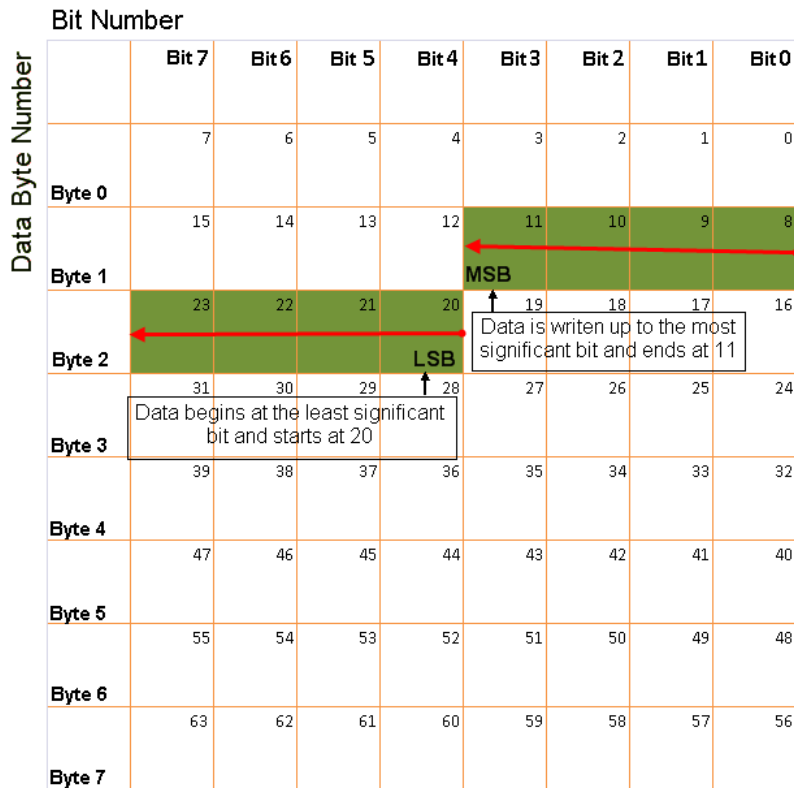 Bit Number
Data Byte Number
Bit 7 Bit 6 Bit 5 Bit 4 Bit 3 Bit 2 Bit 1 Bit 0
7 6 5 4 3 2 1 0
Byte 0
15 14 13 12 11 10 9 8
Byte 1 MSB
23 22 21 20 19 18 17 16
Data is writen up to the most
significant bit and ends at 11
Byte 2 LSB
31 30 29 28 27 26 25 24
Data begins at the least significant
bit and starts at 20
Byte 3
39 38 37 36 35 34 33 32
Byte 4
47 46 45 44 43 42 41 40
Byte 5
55 54 53 52 51 50 49 48
Byte 6
63 62 61 60 59 58 57 56
Byte 7